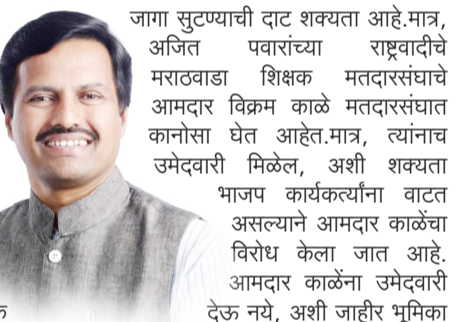 जागा सुटण्याची दाट शक्यता आहे.मात्र,
अजित पवारांच्या राष्ट्रवादीचे
मराठवाडा शिक्षक मतदारसंघाचे
आमदार विक्रम काळे मतदारसंघात
कानोसा घेत आहेत.मात्र, त्यांनाच
उमेदवारी मिळेल, अशी शक्यता
भाजप कार्यकर्त्यांना वाटत
असल्याने आमदार काळेंचा
विरोध केला जात आहे.
आमदार काळेंना उमेदवारी
देऊ नये, अशी जाहीर भूमिका